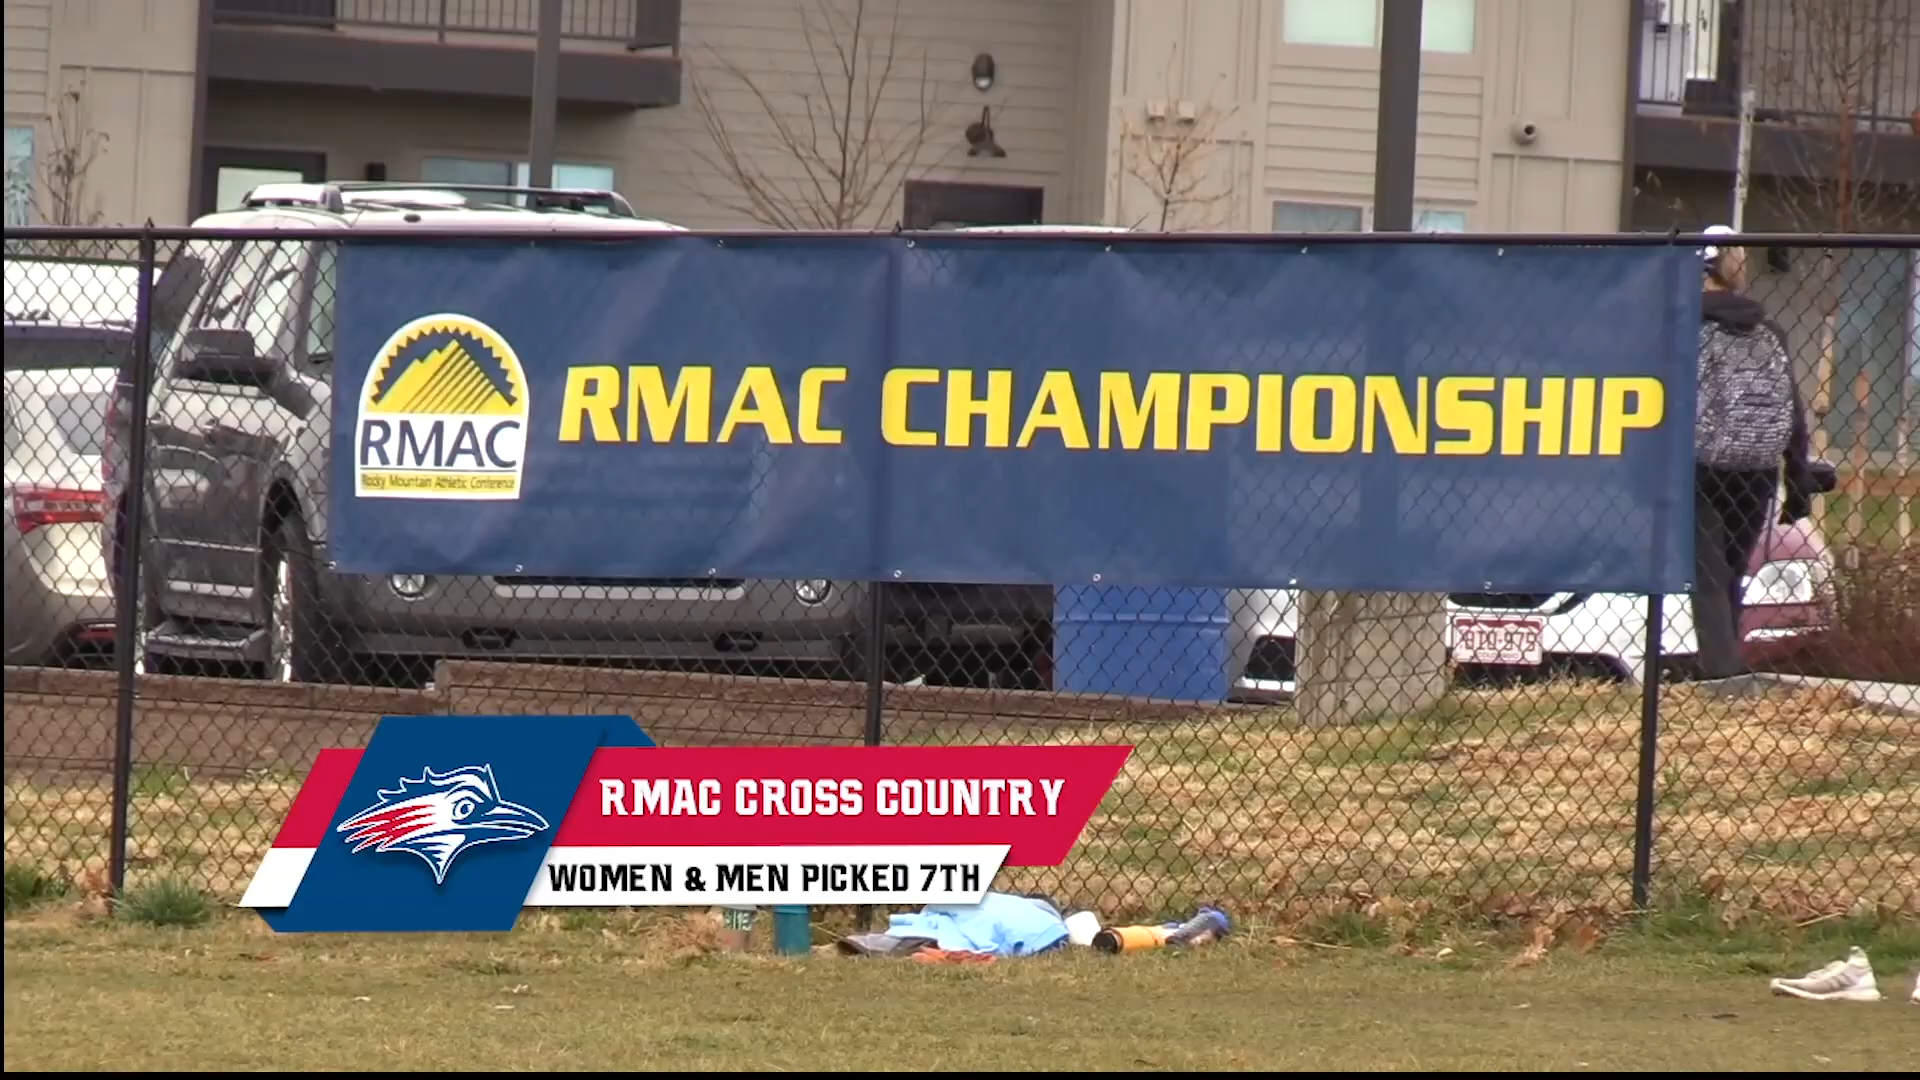 RMAC
Rocky Mountain Athletic Conference
RMAC CHAMPIONSHIP
RMAC CROSS COUNTRY
WOMEN & MEN PICKED 7TH